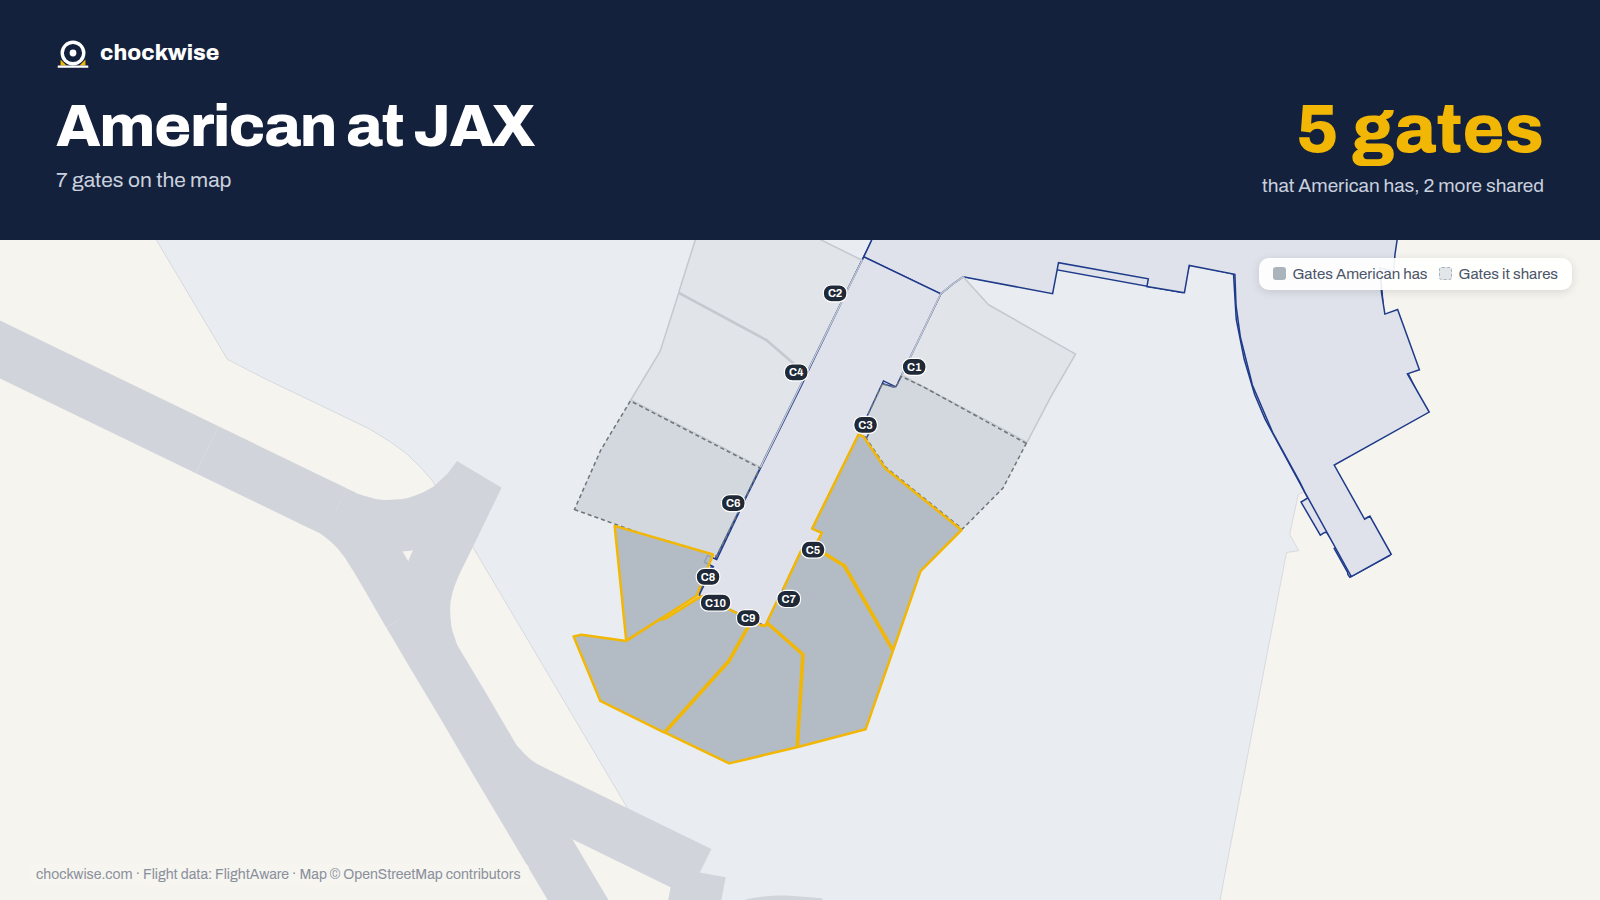 chockwise
American at JAX
7 gates on the map
5 gates
that American has, 2 more shared
Gates American has
Gates it shares
C2
C4
C1
C3
C6
C5
C8
C10
C7
C9
chockwise.com · Flight data: FlightAware · Map © OpenStreetMap contributors